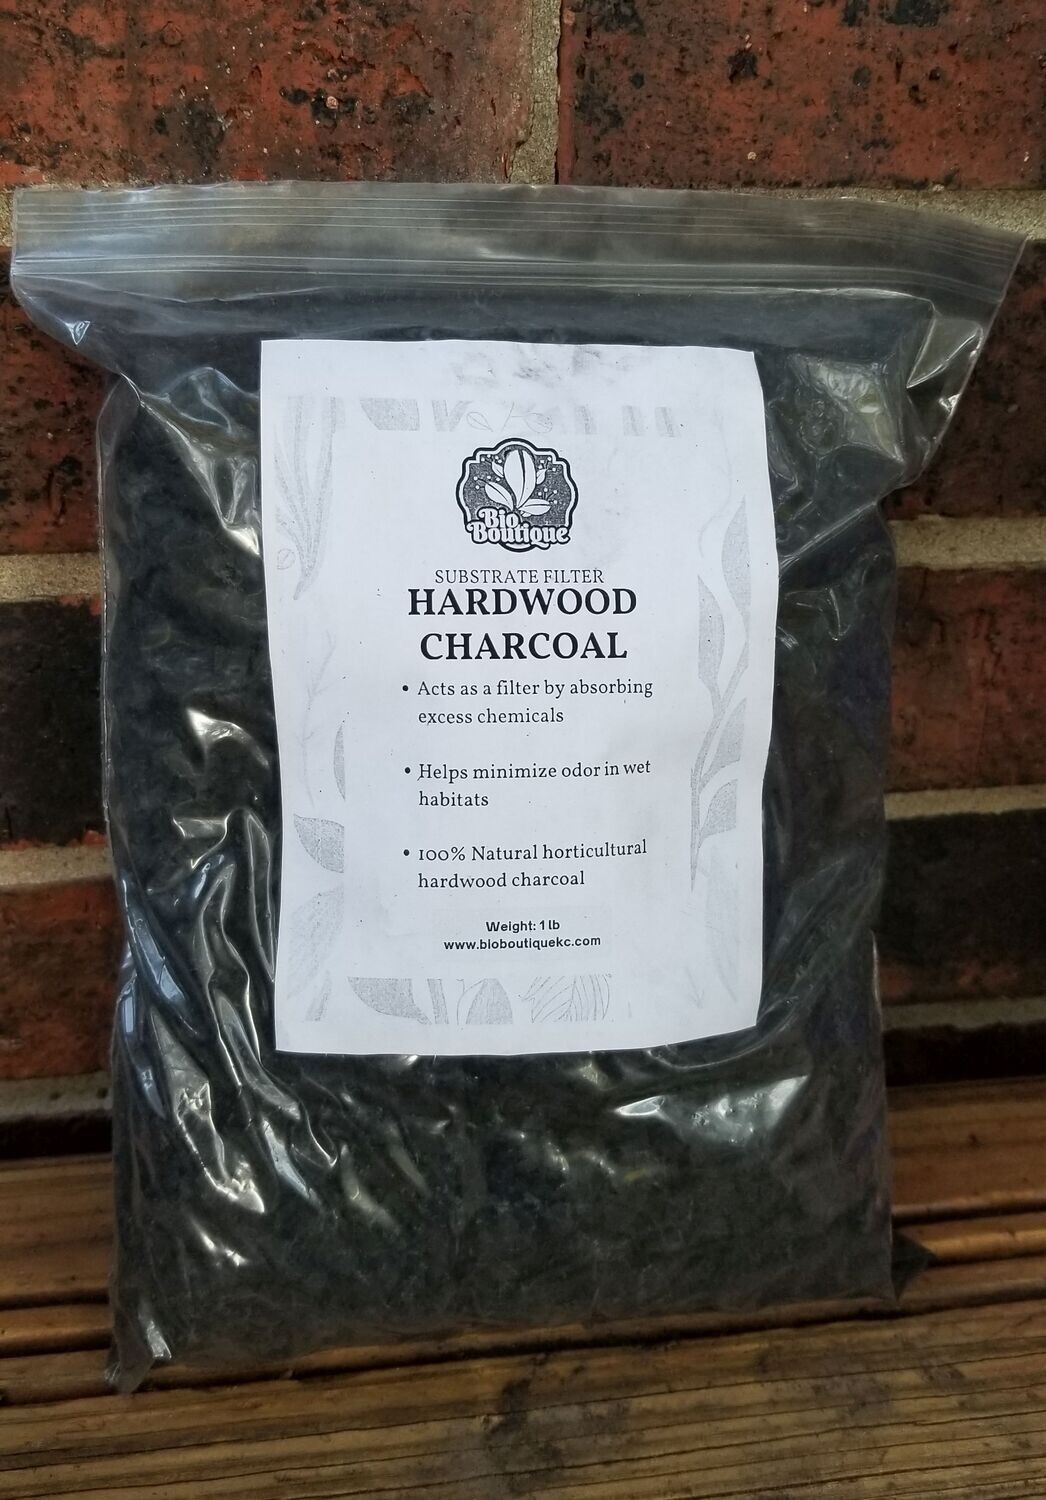 Bio
Boutique
SUBSTRATE FILTER
HARDWOOD
CHARCOAL
• Acts as a filter by absorbing
excess chemicals
• Helps minimize odor in wet
habitats
• 100% Natural horticultural
hardwood charcoal
Weight: 1 lb
www.bioboutiquekc.com